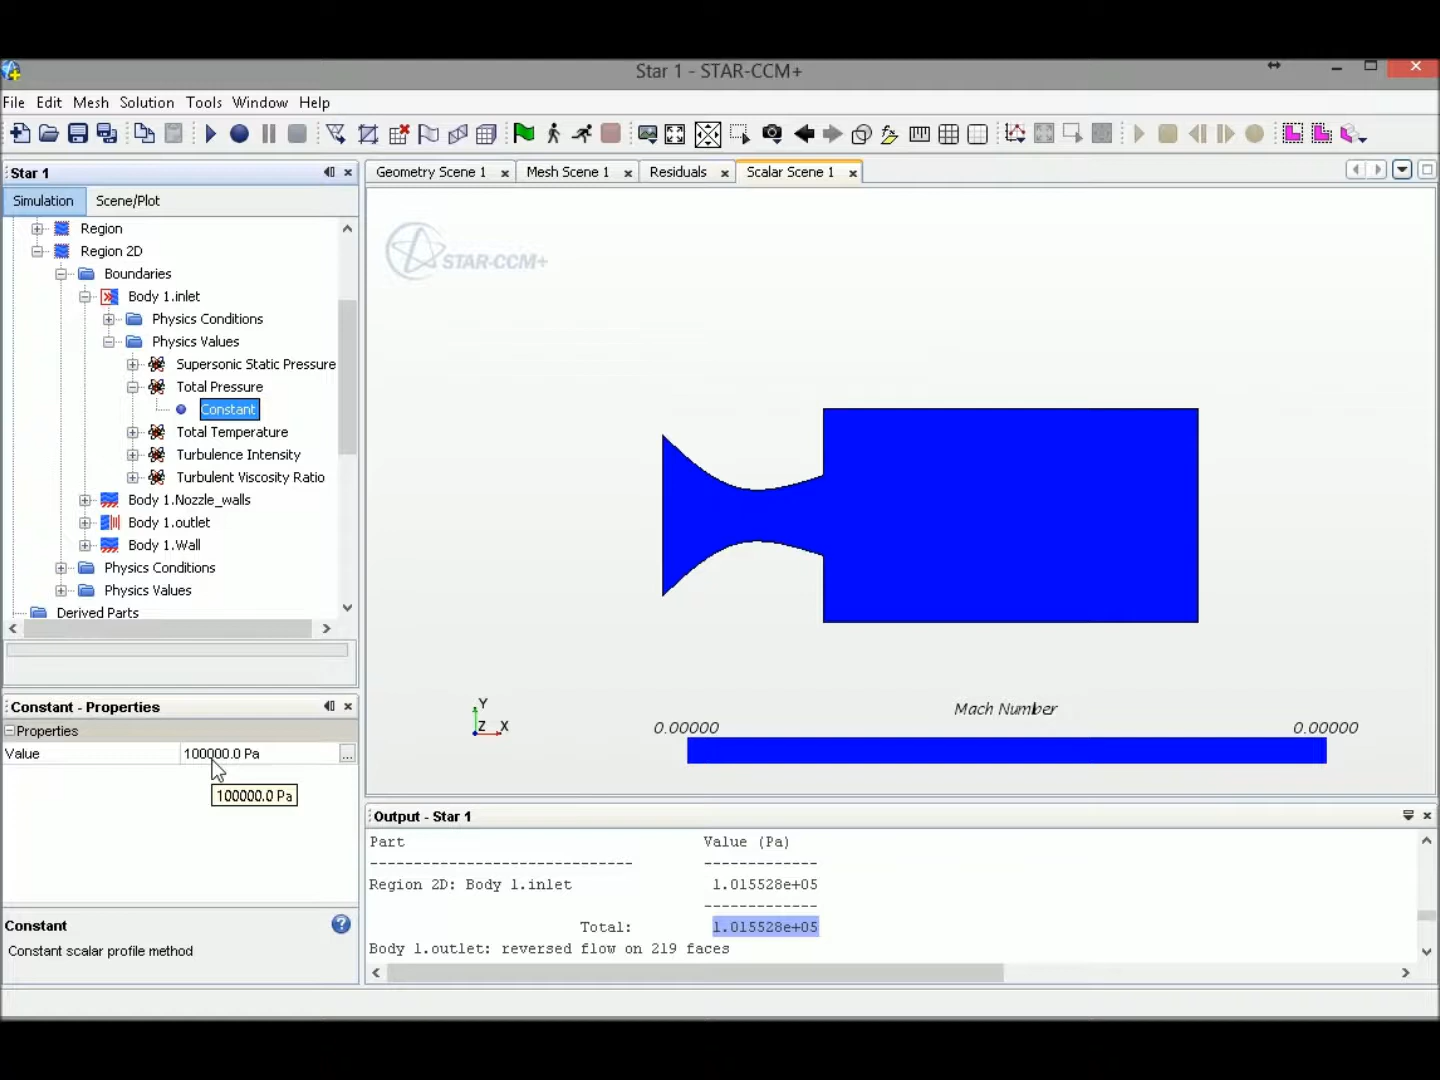 Star 1 - STAR-CCM+
File Edit Mesh Solution Tools Window Help
Star 1
Simulation Scene/Plot
Region
Region 2D
Boundaries
Body 1.inlet
Physics Conditions
Physics Values
Supersonic Static Pressure
Total Pressure
Constant
Total Temperature
Turbulence Intensity
Turbulent Viscosity Ratio
Body 1.Nozzle_walls
Body 1.outlet
Body 1.Wall
Physics Conditions
Physics Values
Derived Parts
Constant - Properties
Properties
Value 100000.0 Pa ...
100000.0 Pa
Constant
Constant scalar profile method
Geometry Scene 1 Mesh Scene 1 Residuals Scalar Scene 1
STAR-CCM+
Y
Z X
Mach Number
0.00000 0.00000
Output - Star 1
Part Value (Pa)
------------------------------ -------------
Region 2D: Body 1.inlet 1.015528e+05
-------------
Total: 1.015528e+05
Body 1.outlet: reversed flow on 219 faces